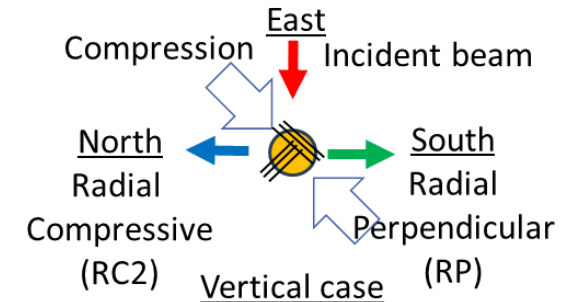 East
Compression
Incident beam
North
South
Radial
Radial
Compressive
Perpendicular
(RC2)
(RP)
Vertical case